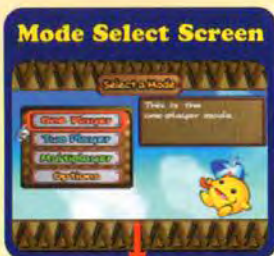 Mode Select Screen
Select a Mode
One Player
Two Player
Multiplayer
Options
This is the
one-player mode.